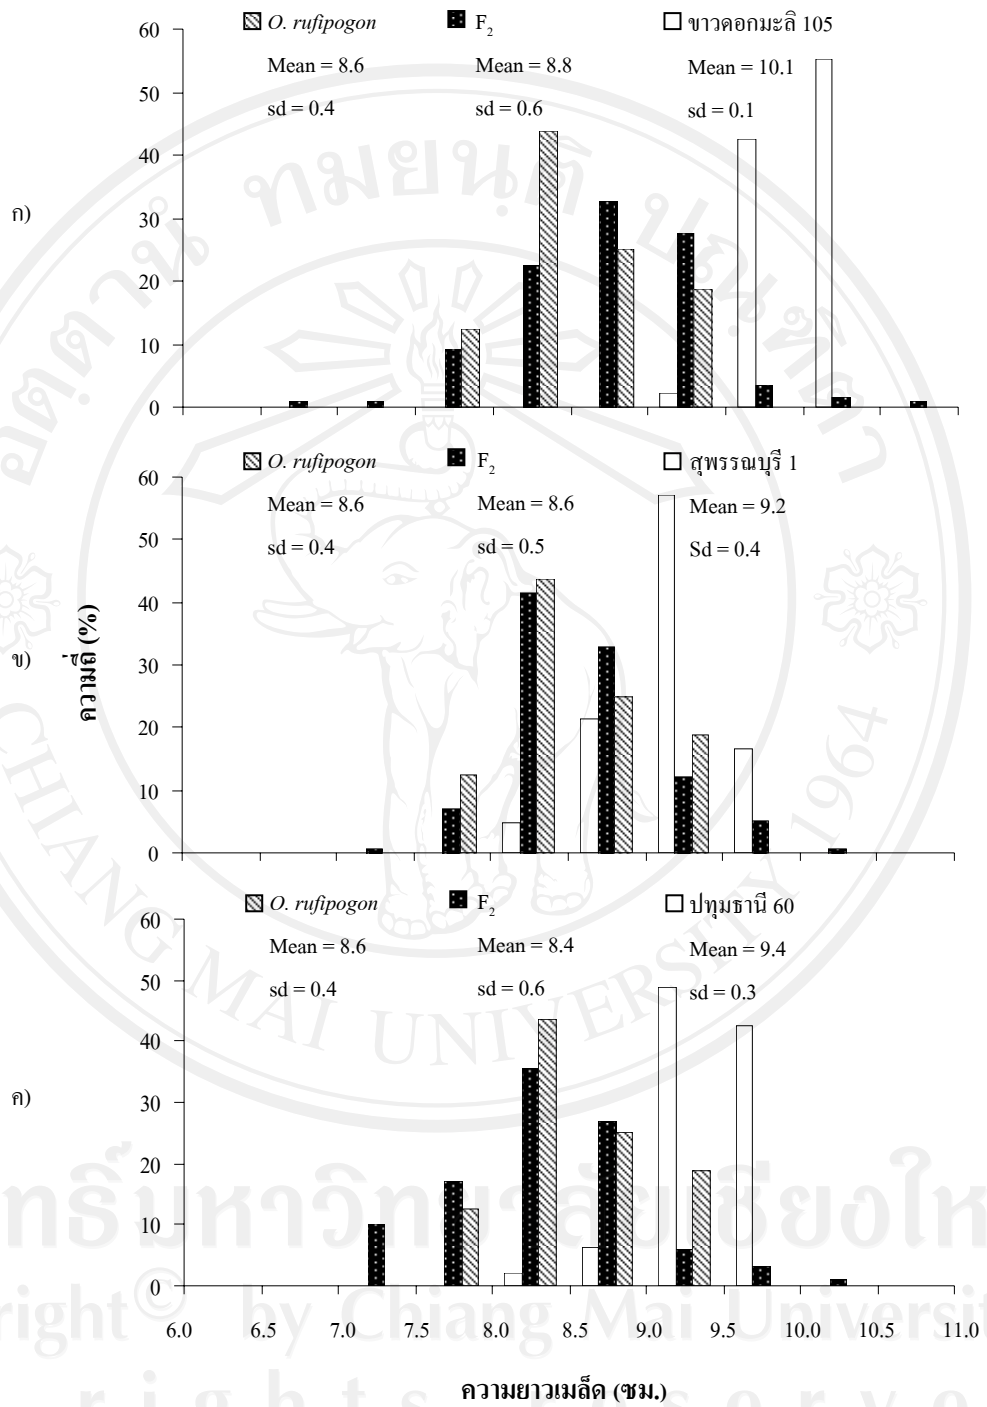 O. rufipogon F2 ขาวดอกมะลิ 105
Mean = 8.6 Mean = 8.8 Mean = 10.1
sd = 0.4 sd = 0.6 sd = 0.1
60
50
40
30
20
10
0
ก)
O. rufipogon F2 สุพรรณบุรี 1
Mean = 8.6 Mean = 8.6 Mean = 9.2
sd = 0.4 sd = 0.5 Sd = 0.4
60
50
40
30
20
10
0
ข)
ความถี่ (%)
O. rufipogon F2 ปทุมธานี 60
Mean = 8.6 Mean = 8.4 Mean = 9.4
sd = 0.4 sd = 0.6 sd = 0.3
60
50
40
30
20
10
0
ค)
6.0 6.5 7.0 7.5 8.0 8.5 9.0 9.5 10.0 10.5 11.0
ความยาวเมล็ด (ซม.)
CHIANG MAI UNIVERSITY 1964
by Chiang Mai